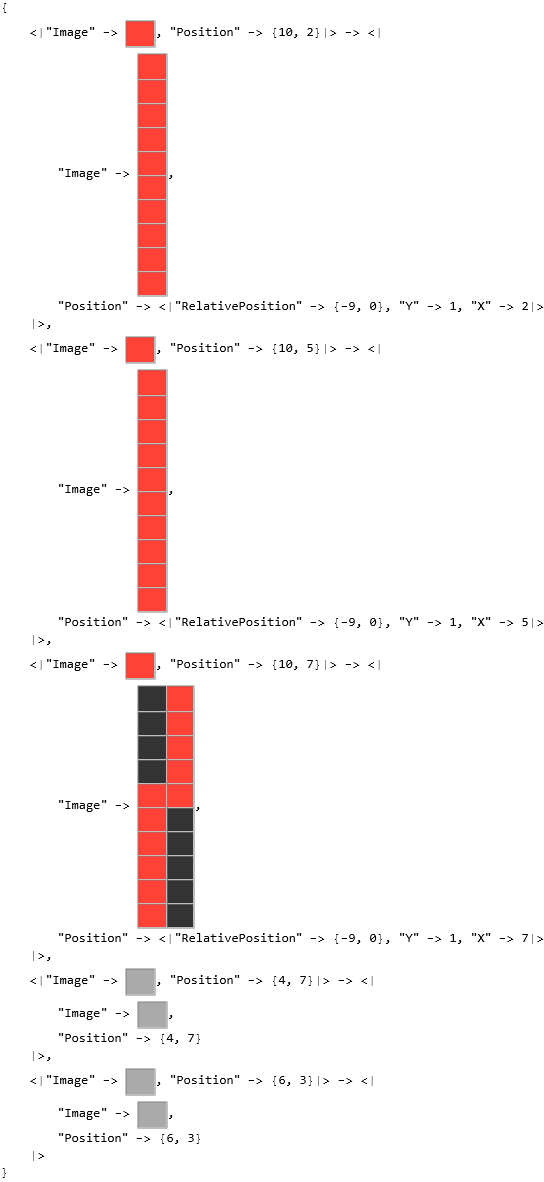 {
<|"Image" -> , "Position" -> {10, 2}|> -> <|
"Image" -> ,
"Position" -> <|"RelativePosition" -> {-9, 0}, "Y" -> 1, "X" -> 2|>
|>,
<|"Image" -> , "Position" -> {10, 5}|> -> <|
"Image" -> ,
"Position" -> <|"RelativePosition" -> {-9, 0}, "Y" -> 1, "X" -> 5|>
|>,
<|"Image" -> , "Position" -> {10, 7}|> -> <|
"Image" -> ,
"Position" -> <|"RelativePosition" -> {-9, 0}, "Y" -> 1, "X" -> 7|>
|>,
<|"Image" -> , "Position" -> {4, 7}|> -> <|
"Image" -> ,
"Position" -> {4, 7}
|>,
<|"Image" -> , "Position" -> {6, 3}|> -> <|
"Image" -> ,
"Position" -> {6, 3}
|>
}